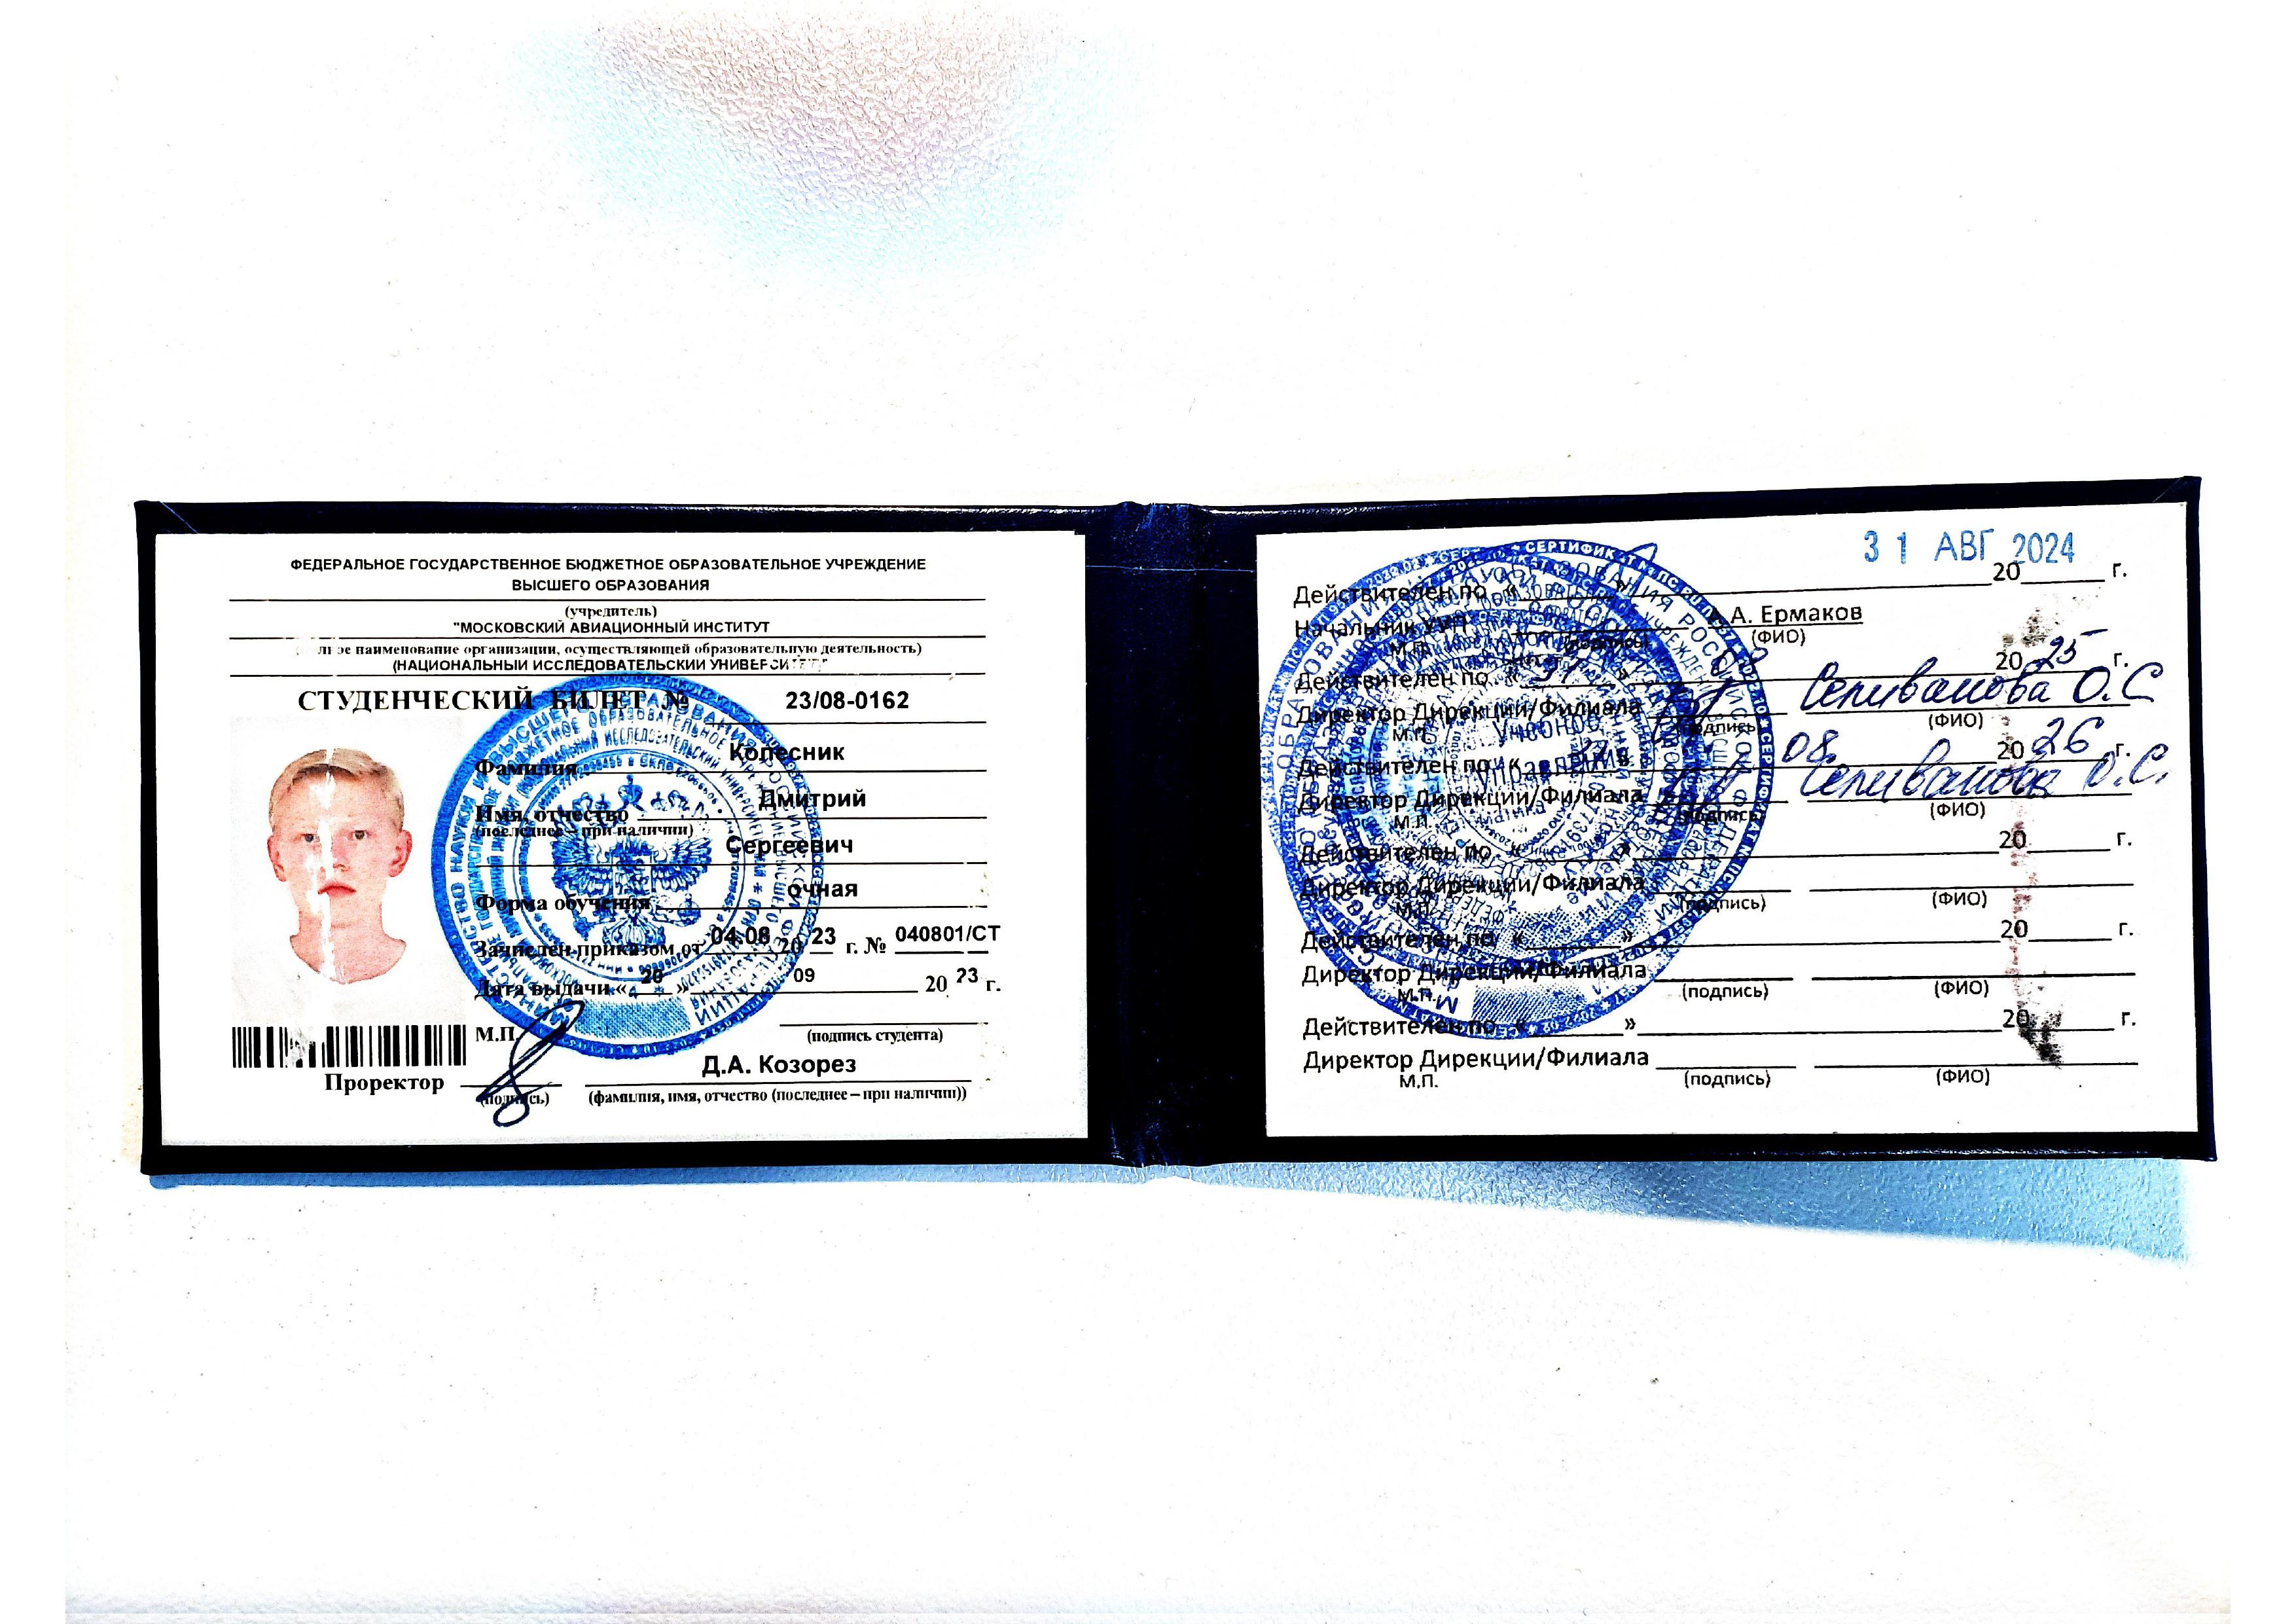 ФЕДЕРАЛЬНОЕ ГОСУДАРСТВЕННОЕ БЮДЖЕТНОЕ ОБРАЗОВАТЕЛЬНОЕ УЧРЕЖДЕНИЕ
ВЫСШЕГО ОБРАЗОВАНИЯ
(учредитель)
"МОСКОВСКИЙ АВИАЦИОННЫЙ ИНСТИТУТ
наименование организации, осуществляющей образовательную деятельность)
(НАЦИОНАЛЬНЫЙ ИССЛЕДОВАТЕЛЬСКИЙ УНИВЕРСИТЕТ)"
СТУДЕНЧЕСКИЙ БИЛЕТ № 23/08-0162
Фамилия Колесник
Имя, отчество Дмитрий
(последнее – при наличии)
Сергеевич
Форма обучения очная
Зачислен приказом от 04.08 20 23 г. № 040801/СТ
Дата выдачи « 20 » 09 20 23 г.
М.П.
(подпись студента)
Проректор Д.А. Козорез
(подпись) (фамилия, имя, отчество (последнее – при наличии))
31 АВГ 2024
Действителен по « » 20 г.
Начальник А. Ермаков
М.П. (подпись) (ФИО)
Действителен по « 31 » 08 20 25 г.
Директор Дирекции/Филиала Селиванова О.С
М.П. (подпись) (ФИО)
Действителен по « » 08. 20 26 г.
Директор Дирекции/Филиала Селиванова О.С.
М.П. (подпись) (ФИО)
Действителен по « » 20 г.
Директор Дирекции/Филиала
М.П. (подпись) (ФИО)
Действителен по « » 20 г.
Директор Дирекции/Филиала
М.П. (подпись) (ФИО)
Действителен по « » 20 г.
Директор Дирекции/Филиала
М.П. (подпись) (ФИО)